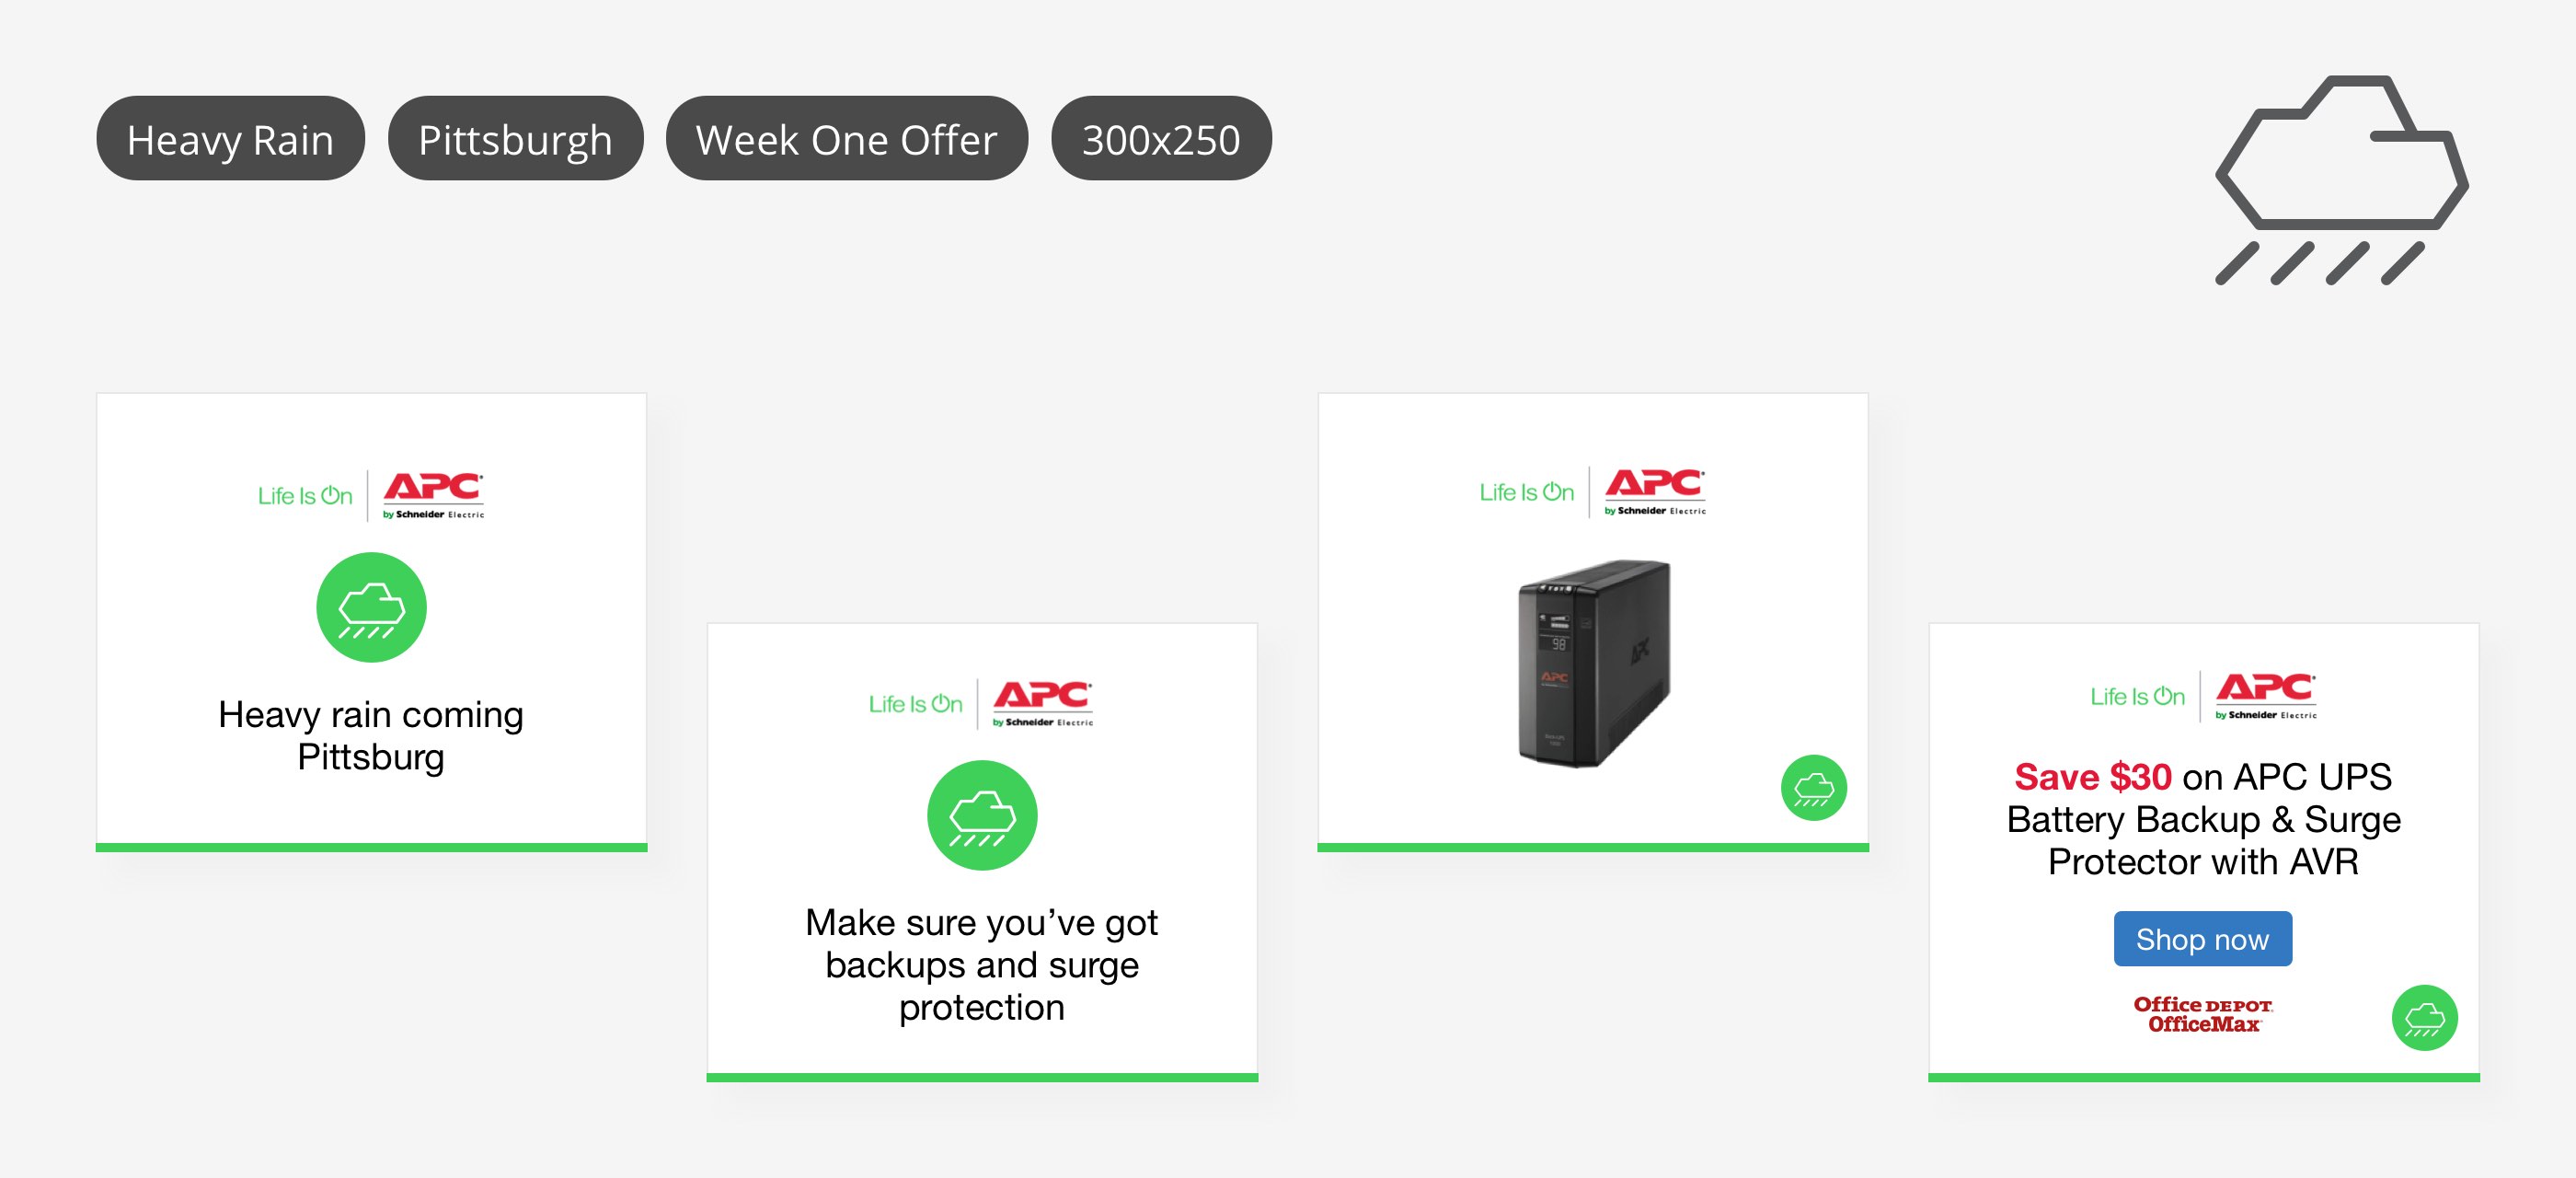 Heavy Rain
Pittsburgh
Week One Offer
300x250
Life Is On
APC
by Schneider Electric
Heavy rain coming
Pittsburg
Life Is On
APC
by Schneider Electric
Make sure you’ve got
backups and surge
protection
Life Is On
APC
by Schneider Electric
98
APC
APC
Life Is On
APC
by Schneider Electric
Save $30 on APC UPS
Battery Backup & Surge
Protector with AVR
Shop now
Office DEPOT.
OfficeMax